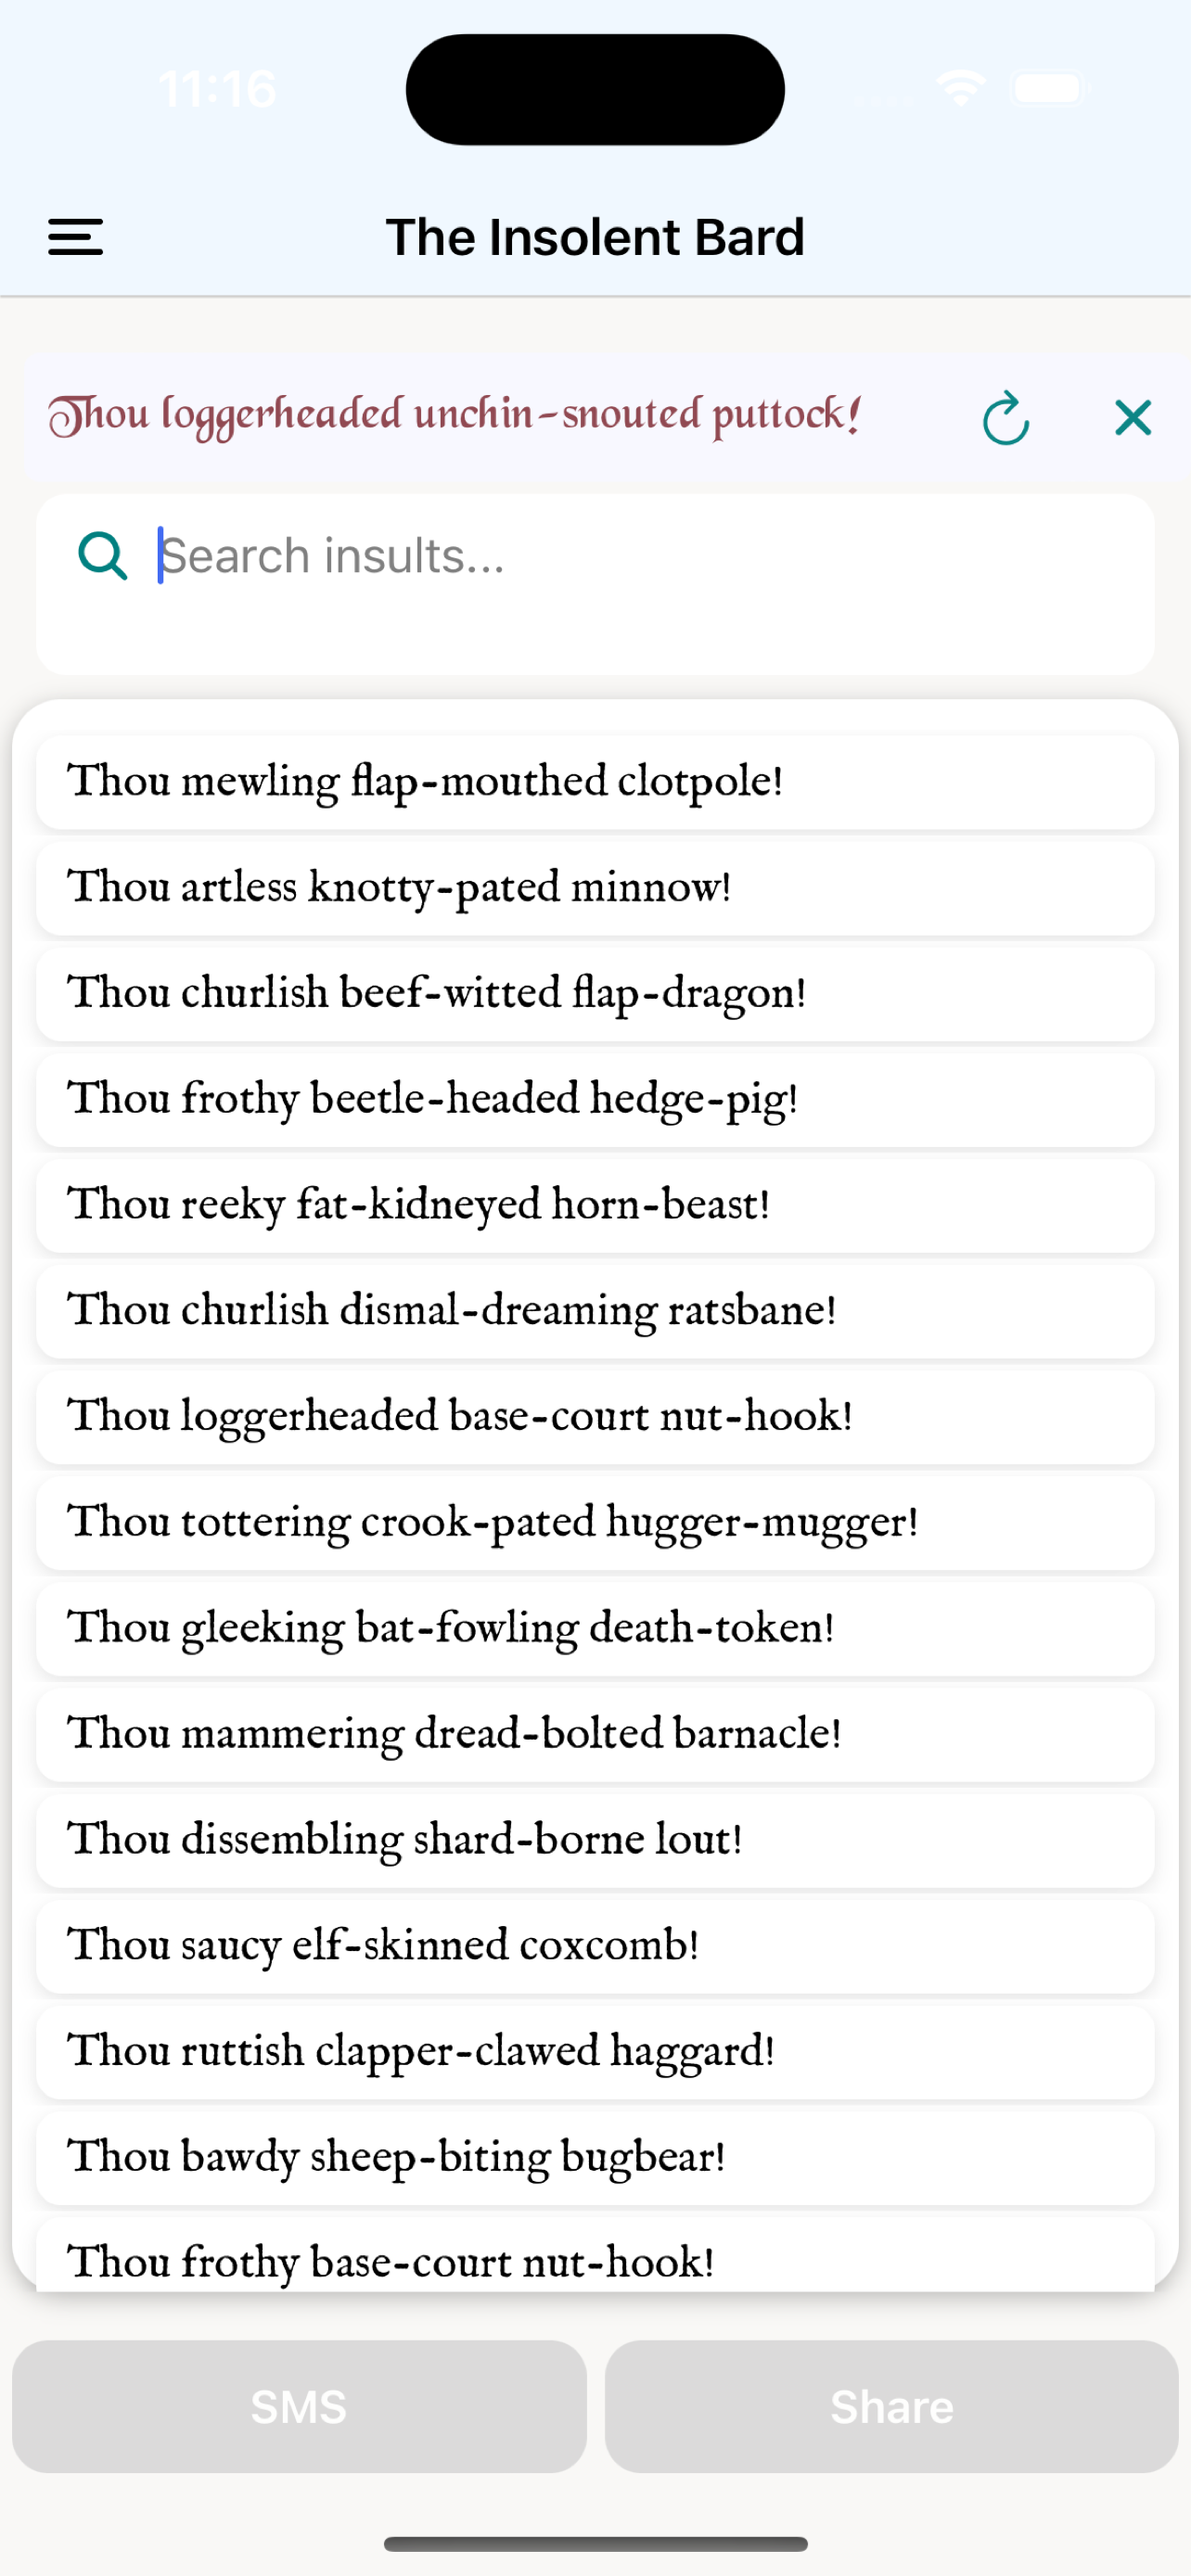 11:16
The Insolent Bard
Thou loggerheaded unchin-snouted puttock!
Search insults...
Thou mewling flap-mouthed clotpole!
Thou artless knotty-pated minnow!
Thou churlish beef-witted flap-dragon!
Thou frothy beetle-headed hedge-pig!
Thou reeky fat-kidneyed horn-beast!
Thou churlish dismal-dreaming ratsbane!
Thou loggerheaded base-court nut-hook!
Thou tottering crook-pated hugger-mugger!
Thou gleeking bat-fowling death-token!
Thou mammering dread-bolted barnacle!
Thou dissembling shard-borne lout!
Thou saucy elf-skinned coxcomb!
Thou ruttish clapper-clawed haggard!
Thou bawdy sheep-biting bugbear!
Thou frothy base-court nut-hook!
SMS
Share